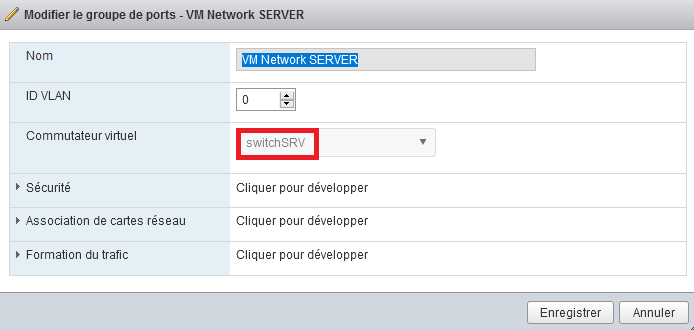 Modifier le groupe de ports - VM Network SERVER
Nom VM Network SERVER
ID VLAN 0
Commutateur virtuel switchSRV
Sécurité Cliquer pour développer
Association de cartes réseau Cliquer pour développer
Formation du trafic Cliquer pour développer
Enregistrer Annuler